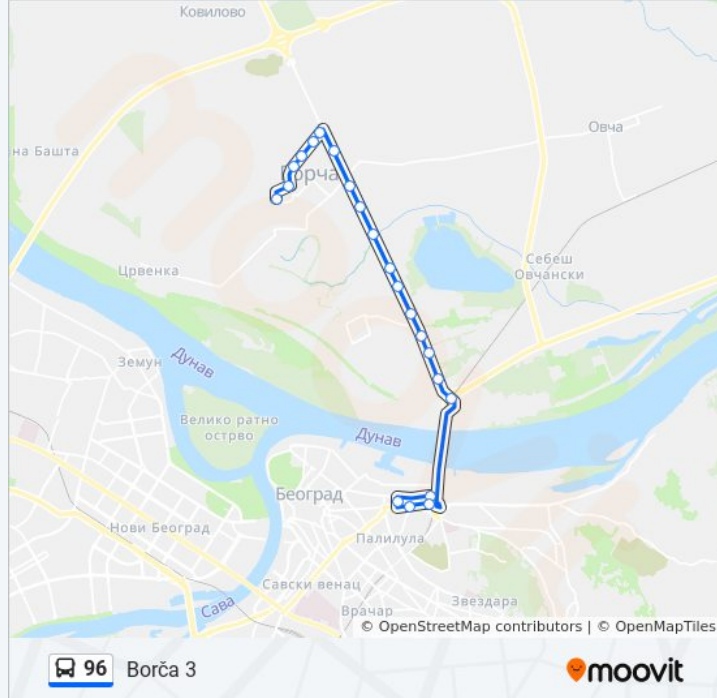 Ковилово
Овча
на Башта
Борча
Себеш
Овчански
Црвенка
Дунав
Земун
Велико ратно
острво
Дунав
Београд
Нови Београд
Палилула
Савски венац
Звездара
Сава
Врачар
© OpenStreetMap contributors | © OpenMapTiles
96 Borča 3
moovit